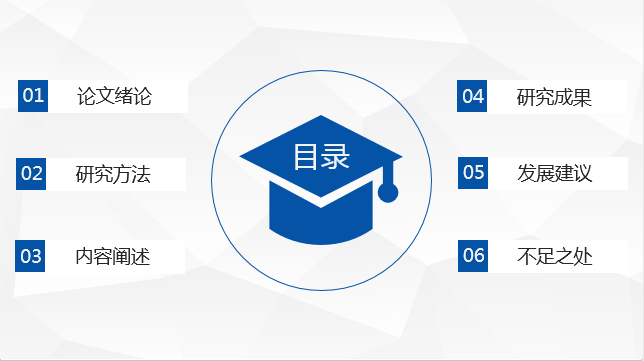 目录
01 论文绪论
02 研究方法
03 内容阐述
04 研究成果
05 发展建议
06 不足之处